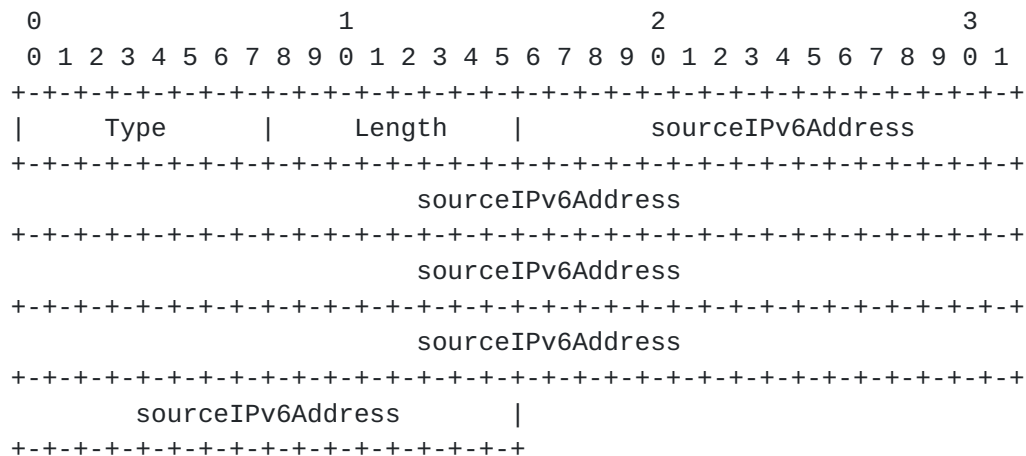 0                   1                   2                   3
 0 1 2 3 4 5 6 7 8 9 0 1 2 3 4 5 6 7 8 9 0 1 2 3 4 5 6 7 8 9 0 1
+-+-+-+-+-+-+-+-+-+-+-+-+-+-+-+-+-+-+-+-+-+-+-+-+-+-+-+-+-+-+-+-+
|     Type      |     Length    |        sourceIPv6Address
+-+-+-+-+-+-+-+-+-+-+-+-+-+-+-+-+-+-+-+-+-+-+-+-+-+-+-+-+-+-+-+-+
                          sourceIPv6Address
+-+-+-+-+-+-+-+-+-+-+-+-+-+-+-+-+-+-+-+-+-+-+-+-+-+-+-+-+-+-+-+-+
                          sourceIPv6Address
+-+-+-+-+-+-+-+-+-+-+-+-+-+-+-+-+-+-+-+-+-+-+-+-+-+-+-+-+-+-+-+-+
                          sourceIPv6Address
+-+-+-+-+-+-+-+-+-+-+-+-+-+-+-+-+-+-+-+-+-+-+-+-+-+-+-+-+-+-+-+-+
        sourceIPv6Address       |
+-+-+-+-+-+-+-+-+-+-+-+-+-+-+-+-+